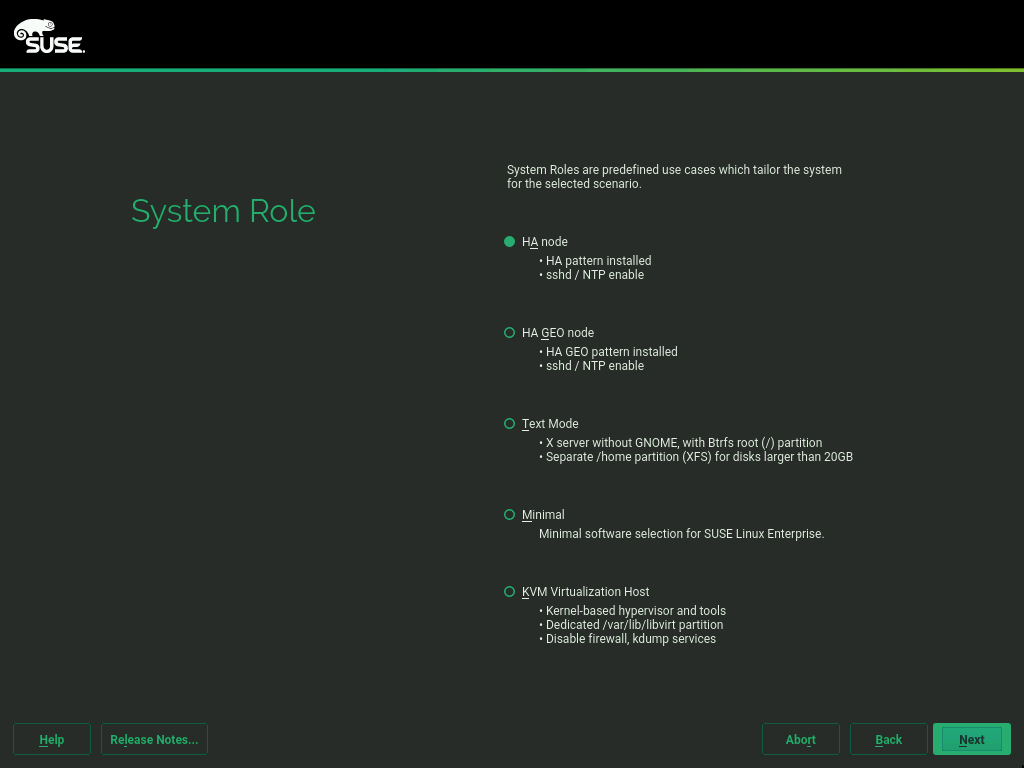 SUSE.
System Role
System Roles are predefined use cases which tailor the system
for the selected scenario.
HA node
• HA pattern installed
• sshd / NTP enable
HA GEO node
• HA GEO pattern installed
• sshd / NTP enable
Text Mode
• X server without GNOME, with Btrfs root (/) partition
• Separate /home partition (XFS) for disks larger than 20GB
Minimal
Minimal software selection for SUSE Linux Enterprise.
KVM Virtualization Host
• Kernel-based hypervisor and tools
• Dedicated /var/lib/libvirt partition
• Disable firewall, kdump services
Help
Release Notes...
Abort
Back
Next